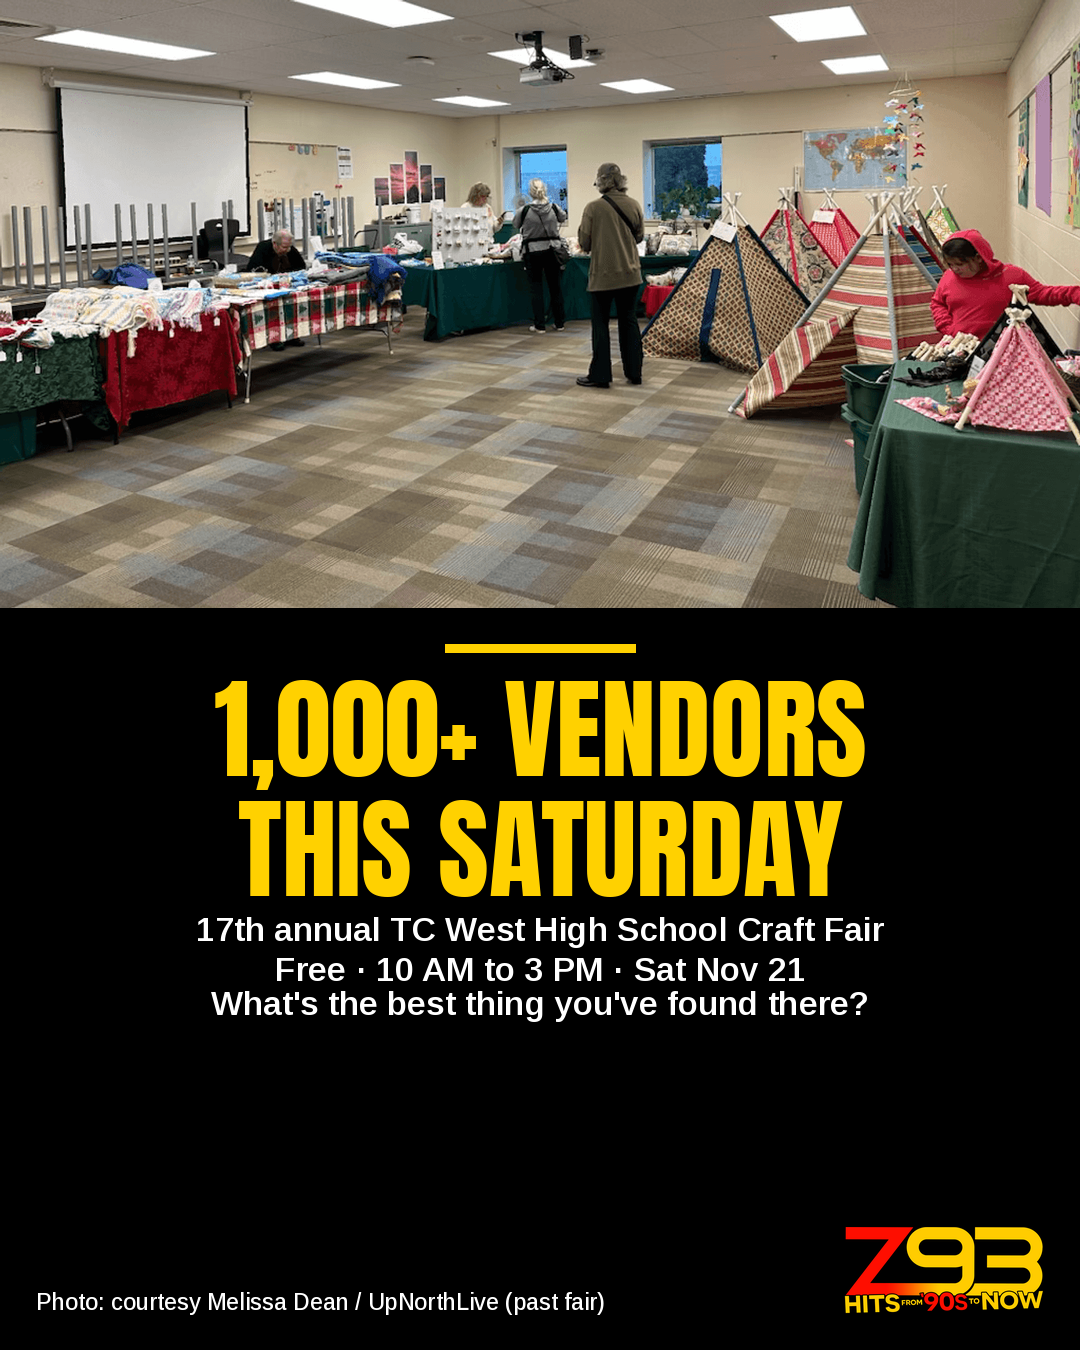 1,000+ VENDORS
THIS SATURDAY
17th annual TC West High School Craft Fair
Free · 10 AM to 3 PM · Sat Nov 21
What's the best thing you've found there?
Photo: courtesy Melissa Dean / UpNorthLive (past fair)
Z93
HITS FROM '90S TO NOW